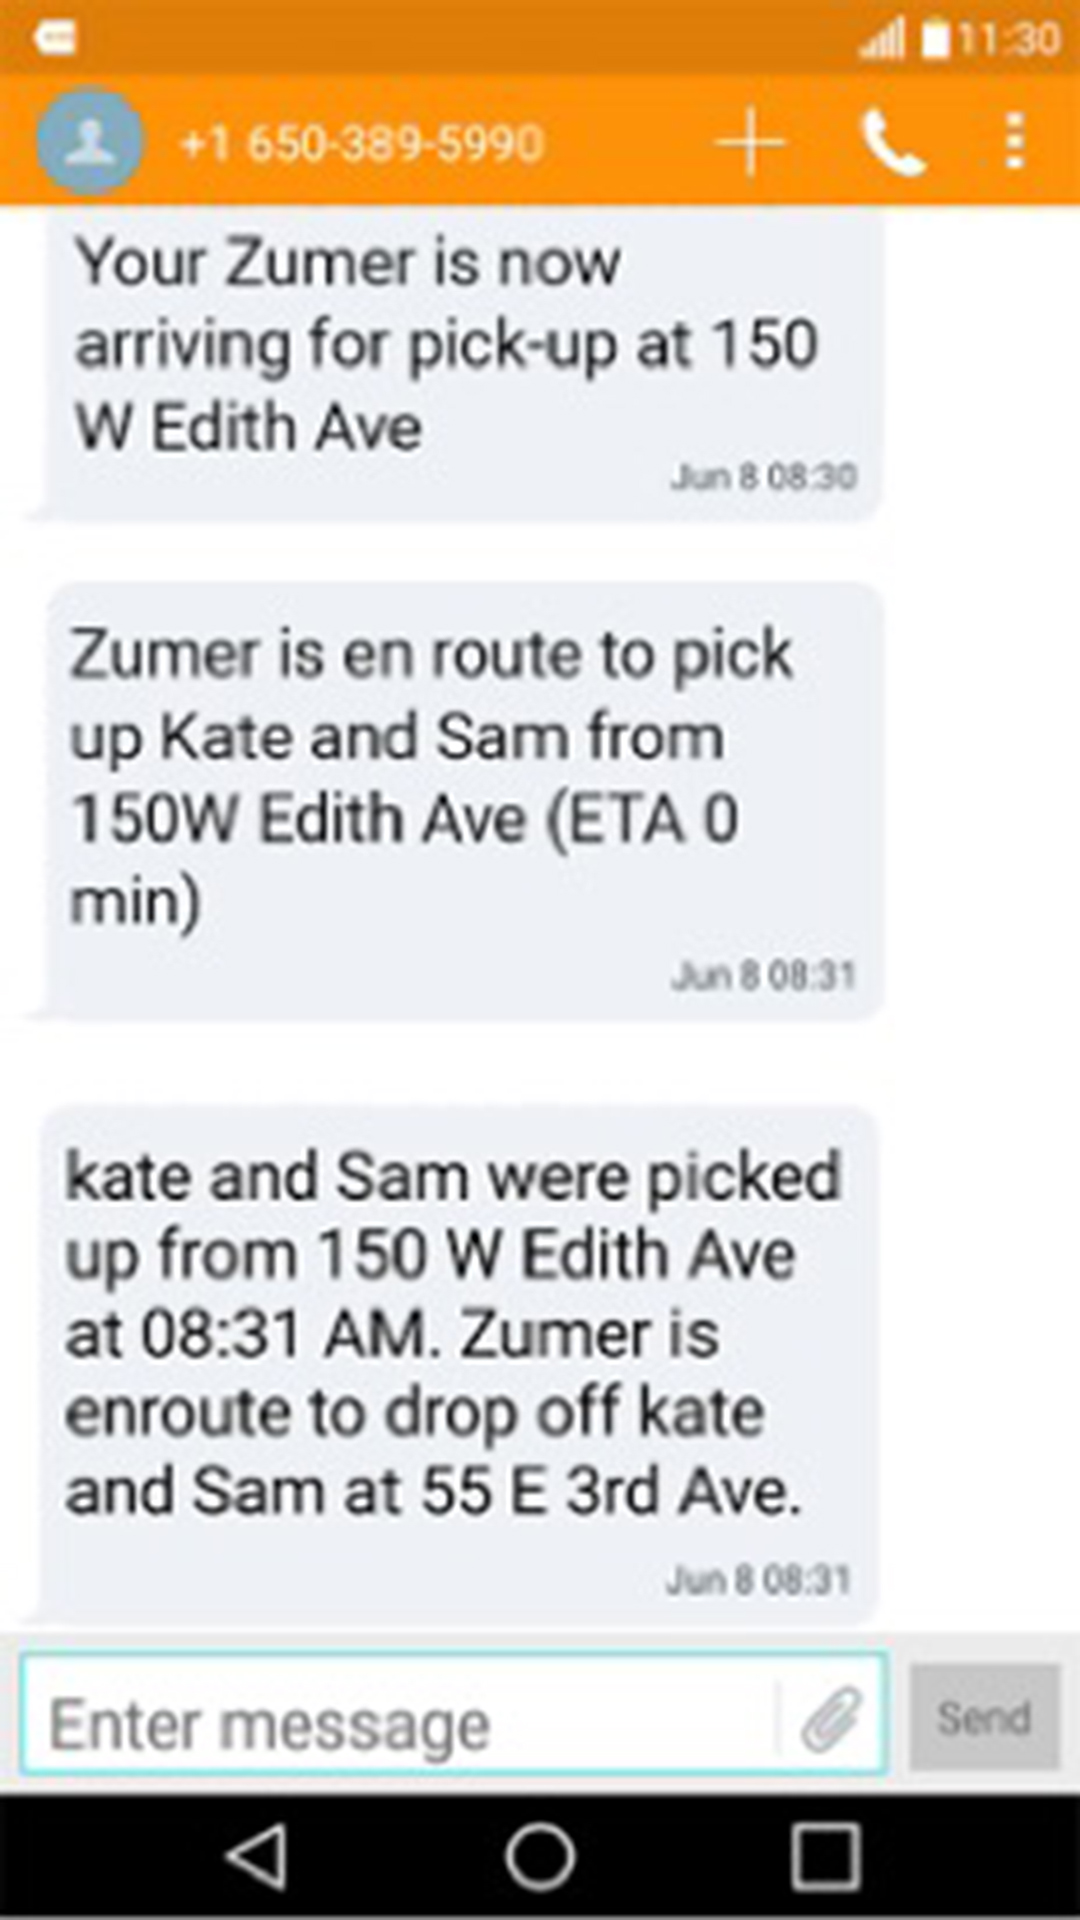 11:30
+1 650-389-5990
Your Zumer is now
arriving for pick-up at 150
W Edith Ave
Jun 8 08:30
Zumer is en route to pick
up Kate and Sam from
150W Edith Ave (ETA 0
min)
Jun 8 08:31
kate and Sam were picked
up from 150 W Edith Ave
at 08:31 AM. Zumer is
enroute to drop off kate
and Sam at 55 E 3rd Ave.
Jun 8 08:31
Enter message
Send